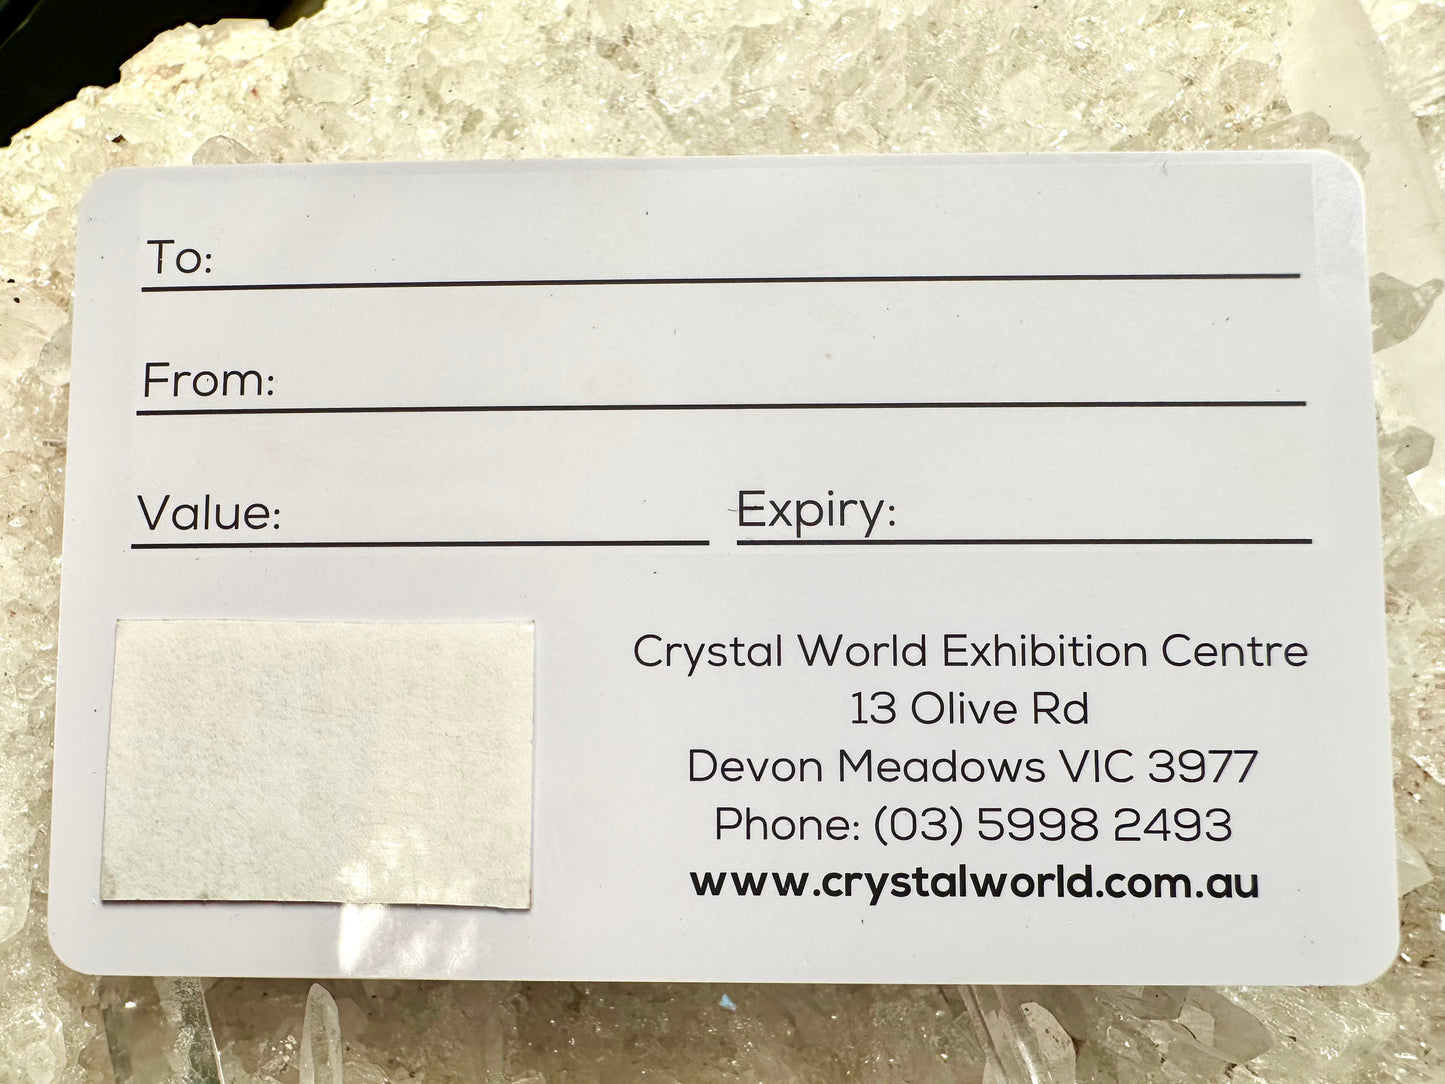 To:
From:
Value: Expiry:
Crystal World Exhibition Centre
13 Olive Rd
Devon Meadows VIC 3977
Phone: (03) 5998 2493
www.crystalworld.com.au